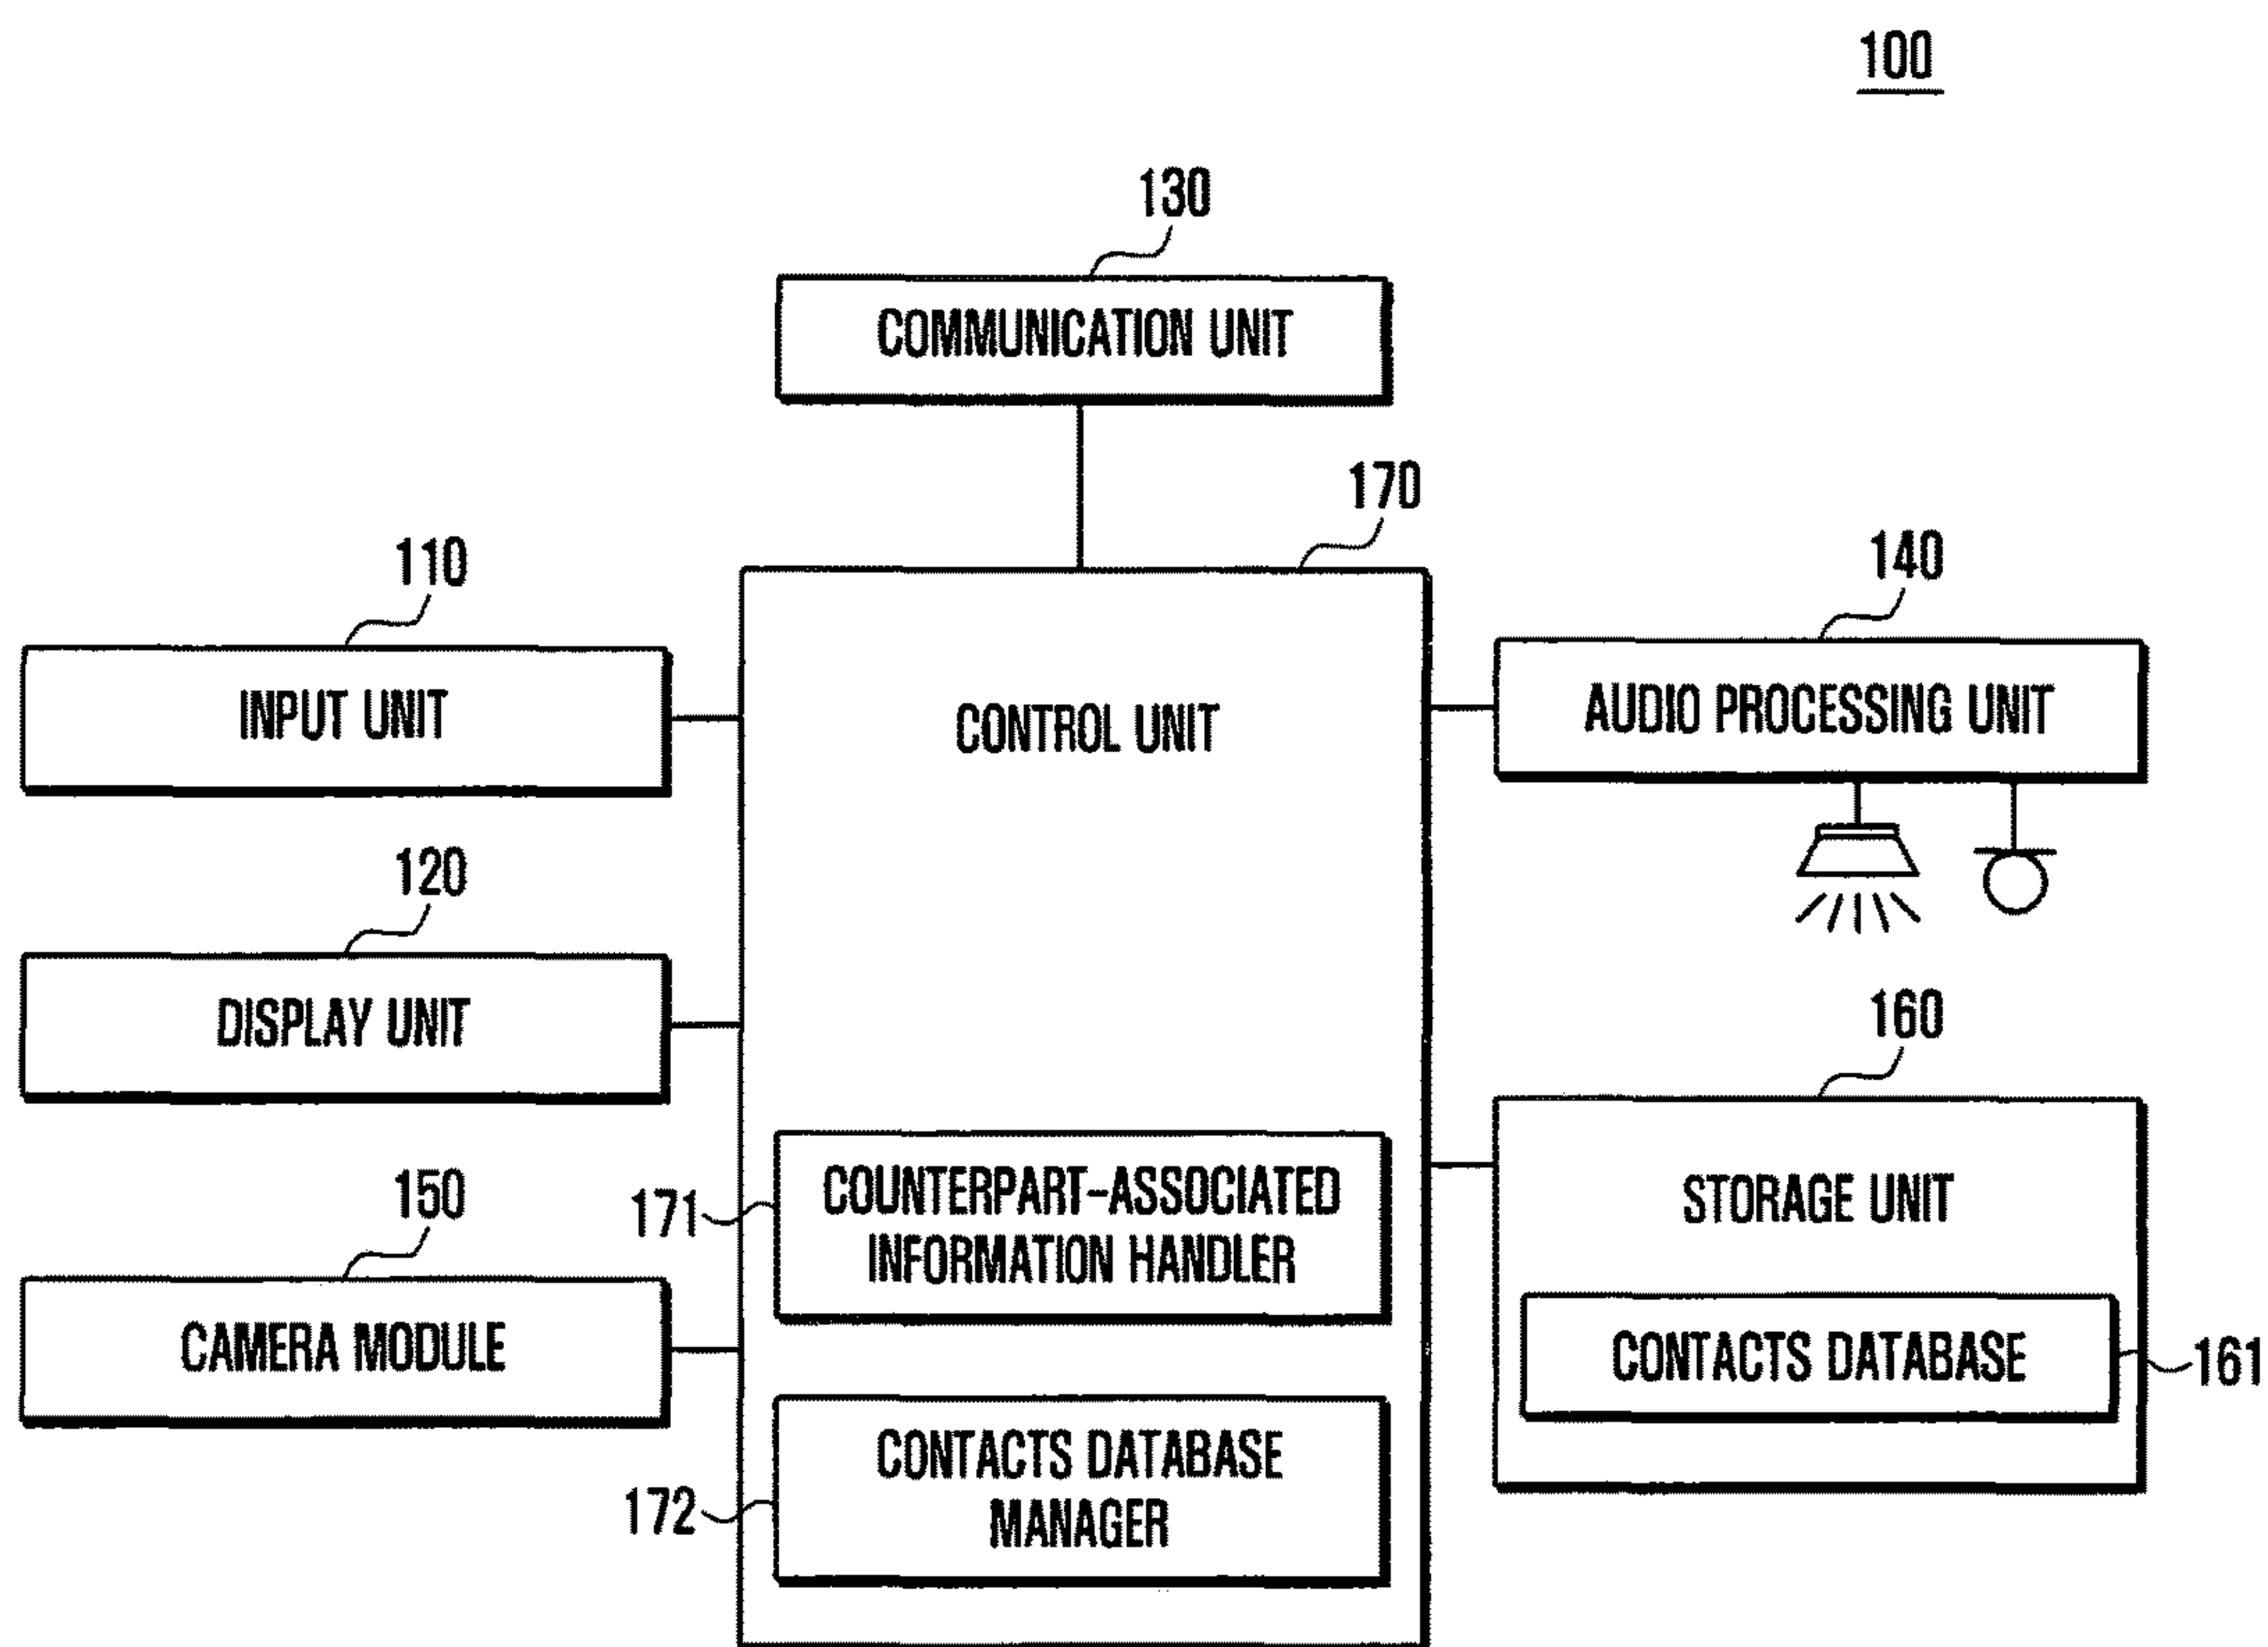 100
130
COMMUNICATION UNIT
170
110
140
INPUT UNIT
CONTROL UNIT
AUDIO PROCESSING UNIT
120
DISPLAY UNIT
160
150
171
COUNTERPART-ASSOCIATED
INFORMATION HANDLER
STORAGE UNIT
CAMERA MODULE
CONTACTS DATABASE
161
172
CONTACTS DATABASE
MANAGER